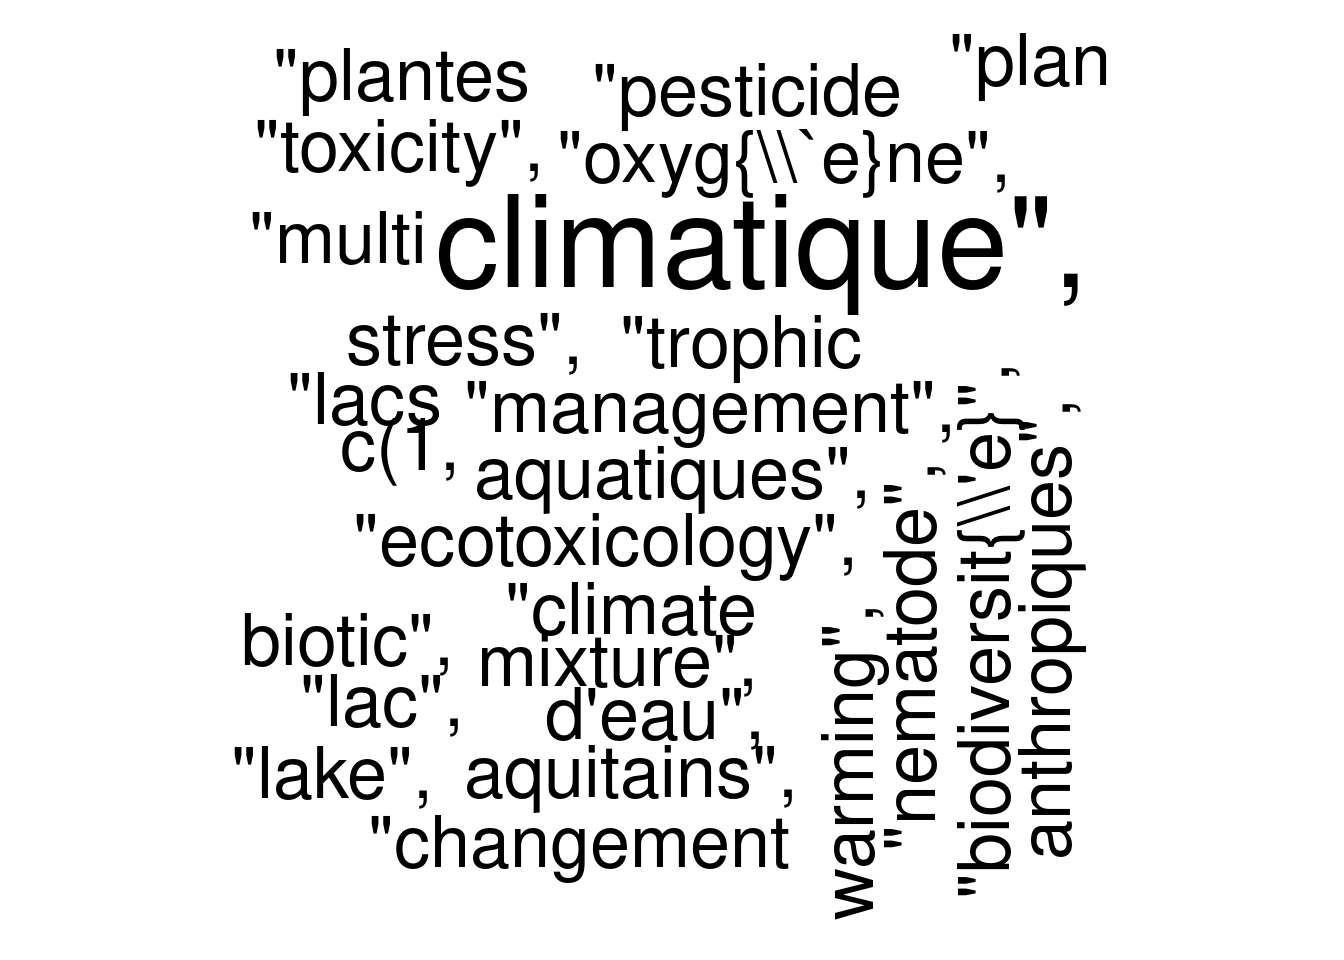 "plantes "pesticide "plan
"toxicity", "oxyg{\\`e}ne",
"multi climatique",
stress", "trophic
"lacs "management",
c(1, aquatiques",
"ecotoxicology",
"climate
biotic", mixture",
"lac", d'eau",
"lake", aquitains",
"changement
warming",
"nematode",
"biodiversit{\\'e}",
anthropiques",